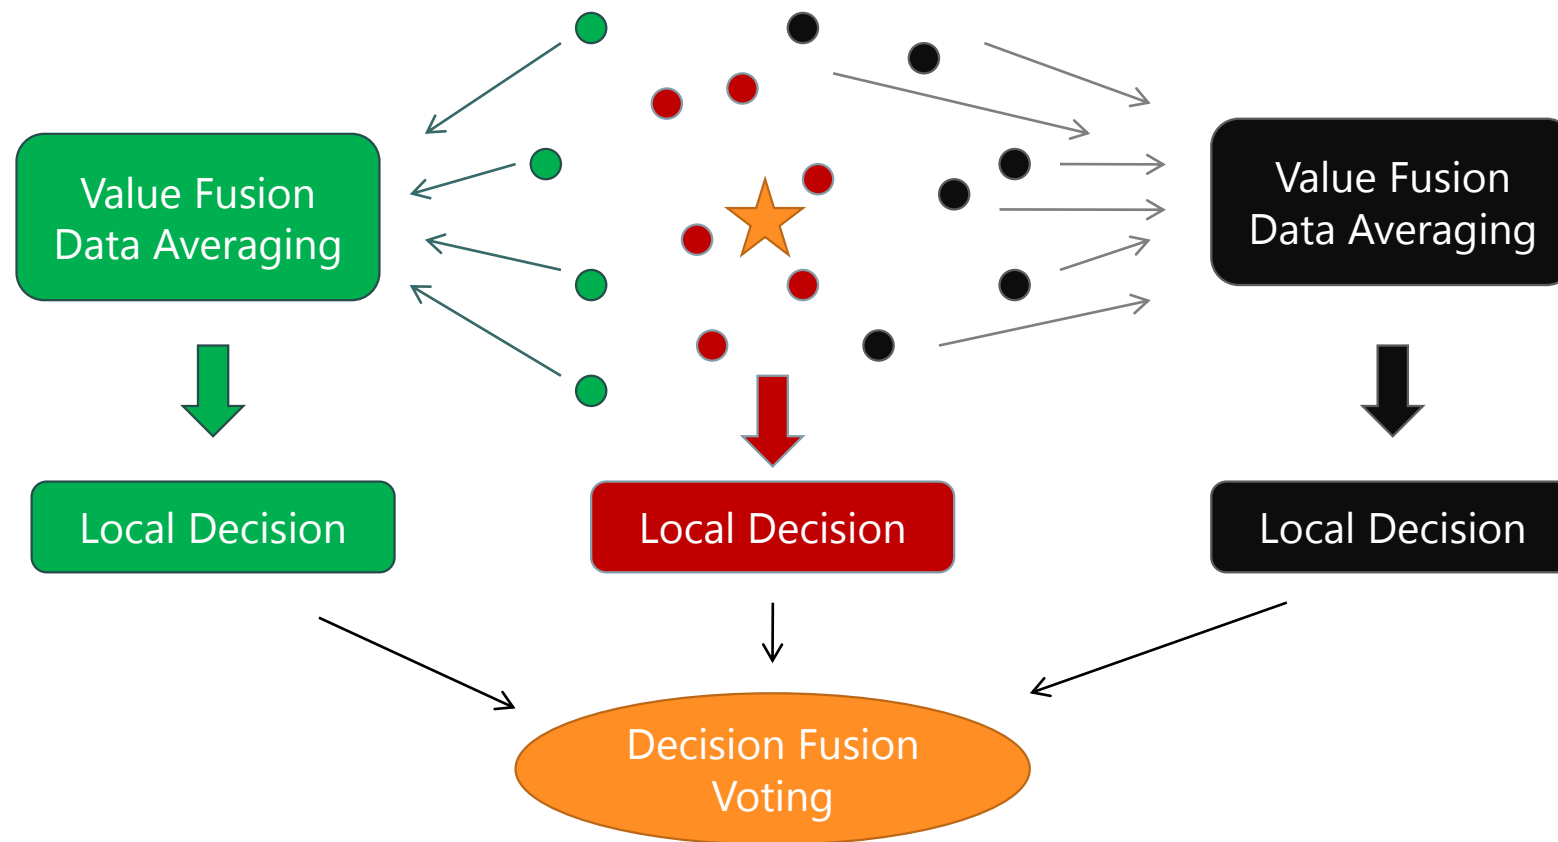 Value Fusion
Data Averaging
Value Fusion
Data Averaging
Local Decision
Local Decision
Local Decision
Decision Fusion
Voting